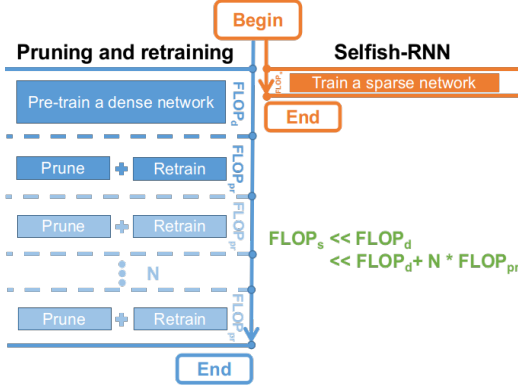 Begin
Pruning and retraining
Selfish-RNN
Pre-train a dense network
FLOP_d
FLOP_s
Train a sparse network
End
Prune + Retrain
FLOP_pr
Prune + Retrain
FLOP_pr
FLOP_s << FLOP_d
<< FLOP_d + N * FLOP_pr
N
Prune + Retrain
FLOP_pr
End